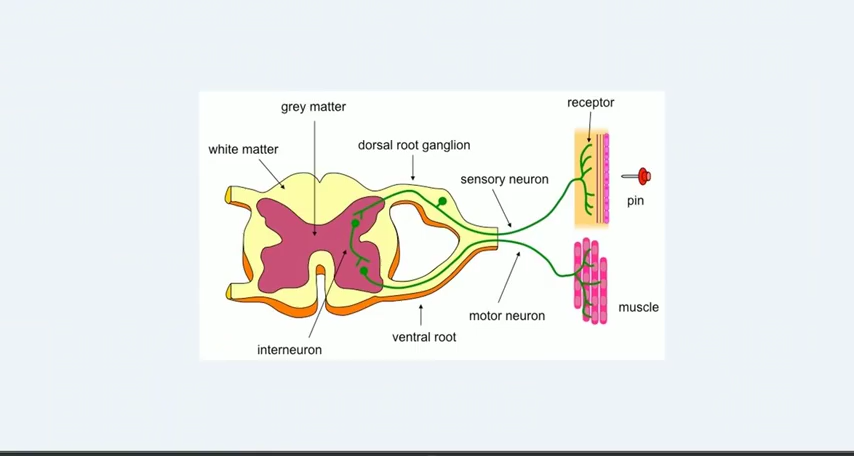 receptor
grey matter
white matter
dorsal root ganglion
sensory neuron
pin
muscle
motor neuron
ventral root
interneuron